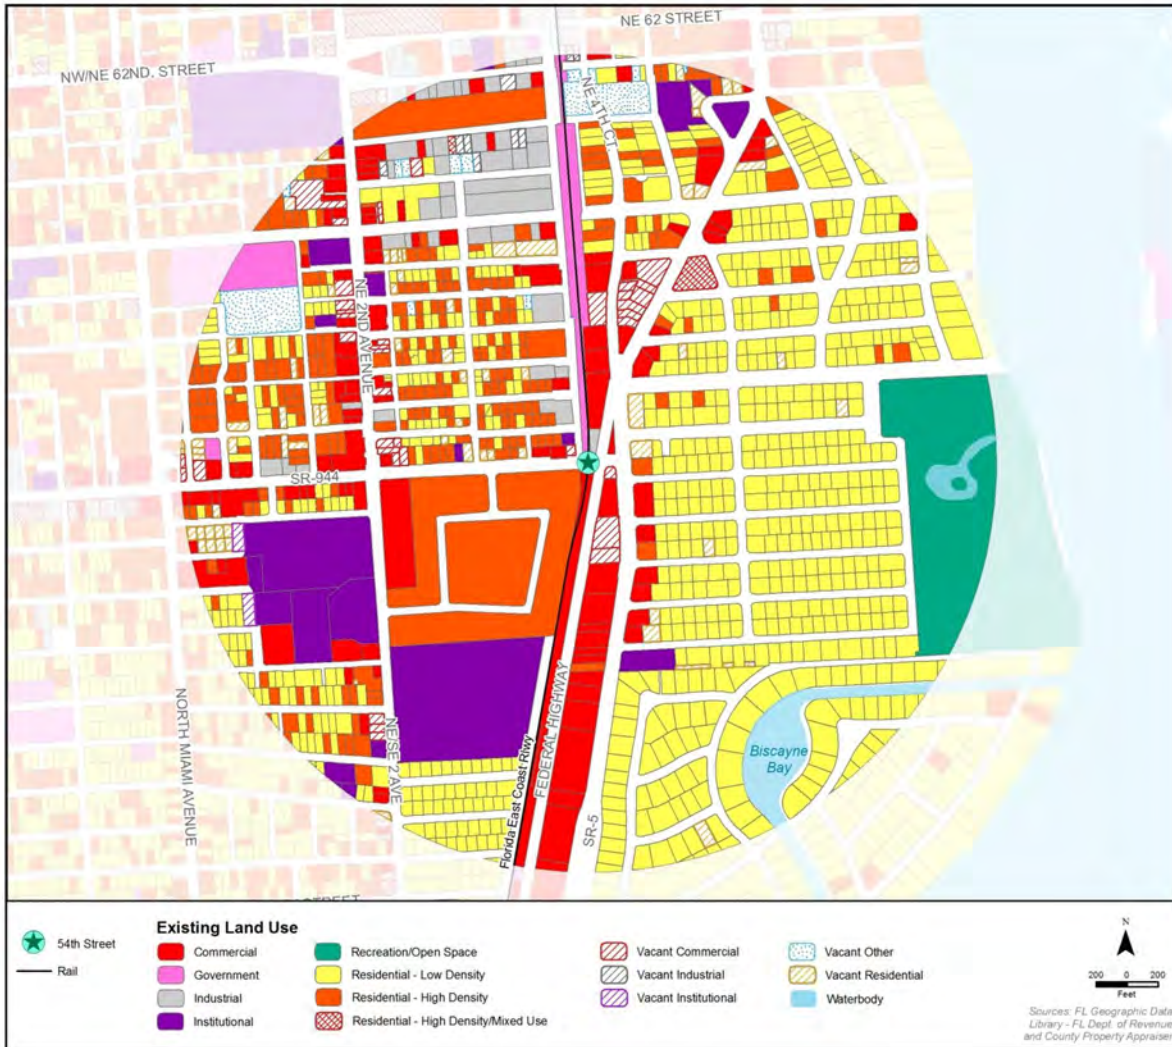 NE 62 STREET
NW/NE 62ND. STREET
NE 4TH CT.
NE 2ND AVENUE
SR-944
NORTH MIAMI AVENUE
NE/SE 2 AVE
Florida East Coast Rlwy
FEDERAL HIGHWAY
SR-5
Biscayne
Bay
STREET
54th Street
Rail
Existing Land Use
Commercial
Government
Industrial
Institutional
Recreation/Open Space
Residential - Low Density
Residential - High Density
Residential - High Density/Mixed Use
Vacant Commercial
Vacant Industrial
Vacant Institutional
Vacant Other
Vacant Residential
Waterbody
N
200 0 200
Feet
Sources: FL Geographic Data
Library - FL Dept. of Revenue
and County Property Appraiser